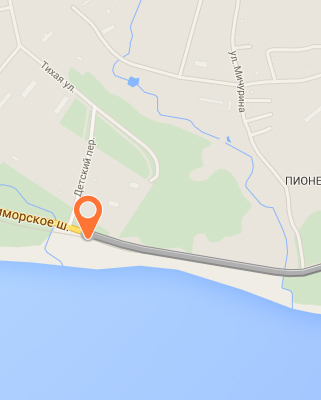 Тихая ул.
ул. Мичурина
Детский пер.
ПИОНЕ
иморское ш.